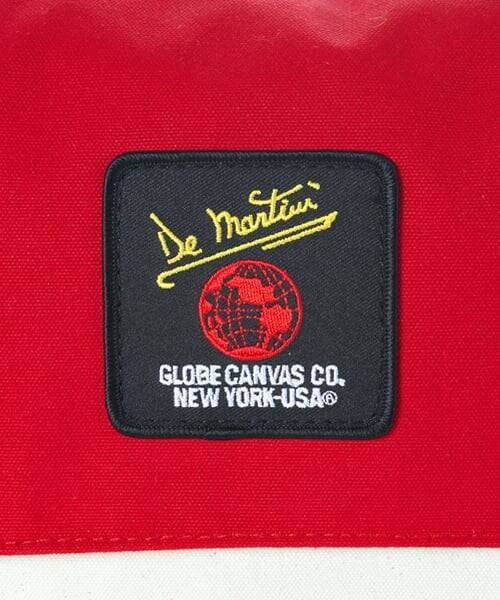 De Martini
GLOBE CANVAS CO.
NEW YORK-USA®